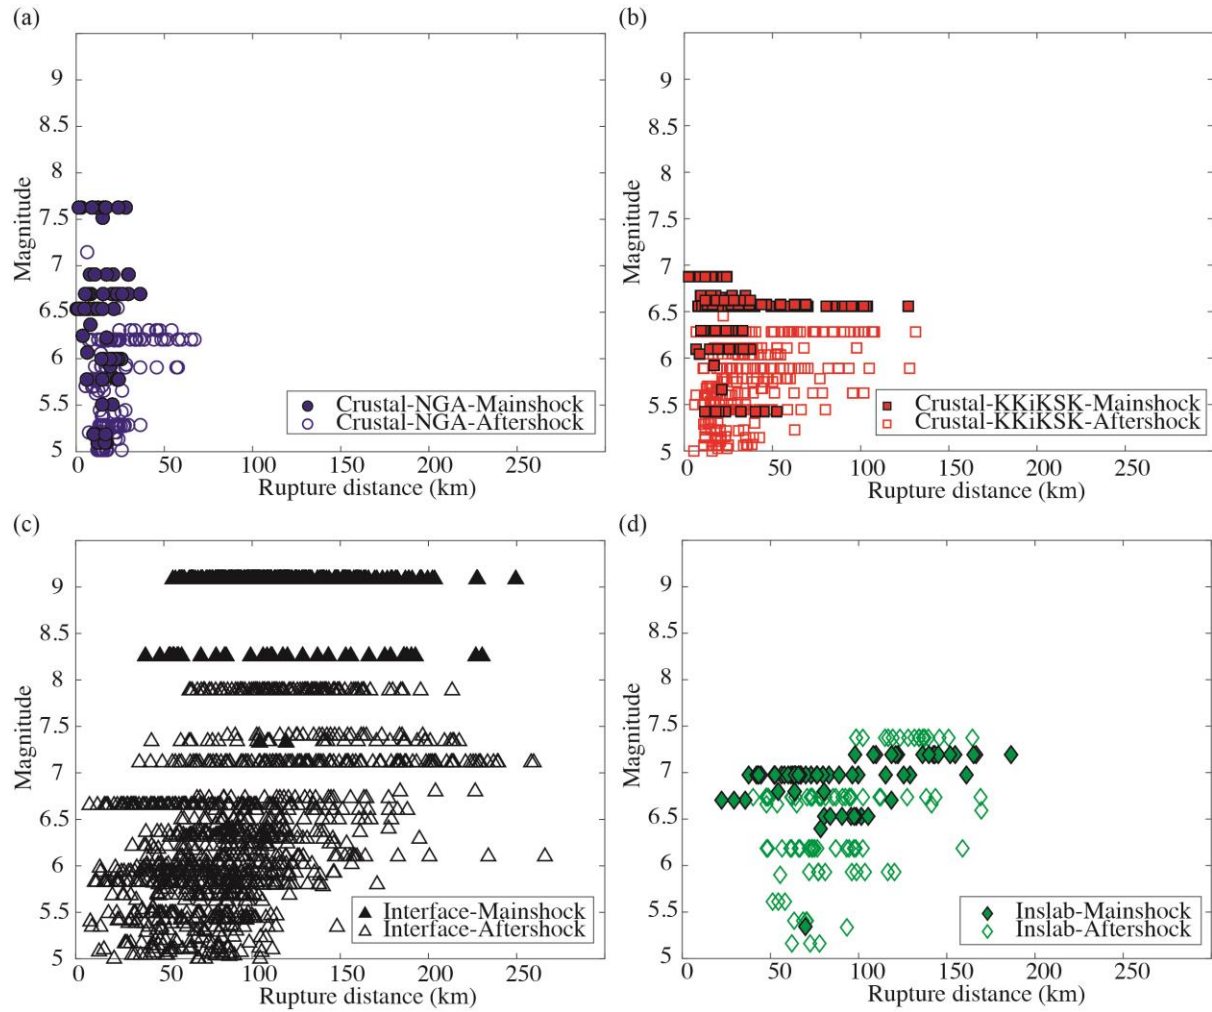 (a)
9
8.5
8
7.5
7
6.5
6
5.5
5
Magnitude
Crustal-NGA-Mainshock
Crustal-NGA-Aftershock
0 50 100 150 200 250
Rupture distance (km)
(b)
9
8.5
8
7.5
7
6.5
6
5.5
5
Magnitude
Crustal-KKiKSK-Mainshock
Crustal-KKiKSK-Aftershock
0 50 100 150 200 250
Rupture distance (km)
(c)
9
8.5
8
7.5
7
6.5
6
5.5
5
Magnitude
Interface-Mainshock
Interface-Aftershock
0 50 100 150 200 250
Rupture distance (km)
(d)
9
8.5
8
7.5
7
6.5
6
5.5
5
Magnitude
Inslab-Mainshock
Inslab-Aftershock
0 50 100 150 200 250
Rupture distance (km)